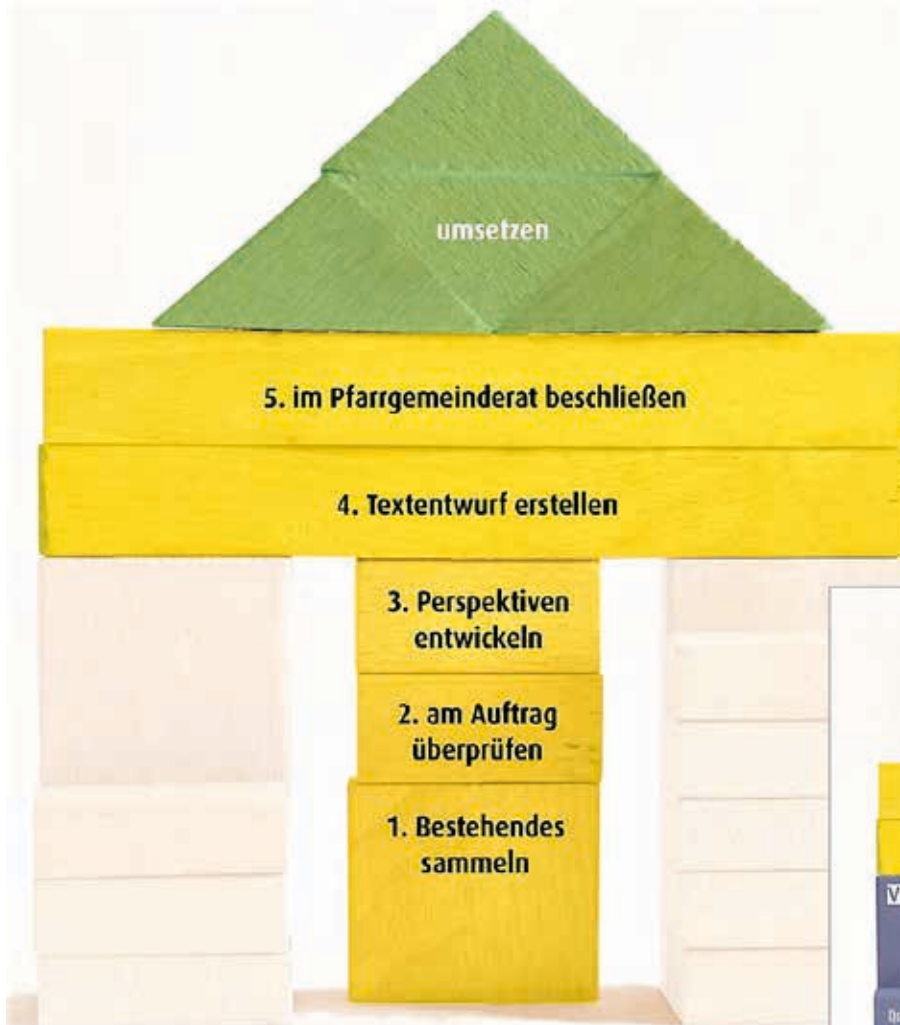 umsetzen
5. im Pfarrgemeinderat beschließen
4. Textentwurf erstellen
3. Perspektiven
entwickeln
2. am Auftrag
überprüfen
1. Bestehendes
sammeln